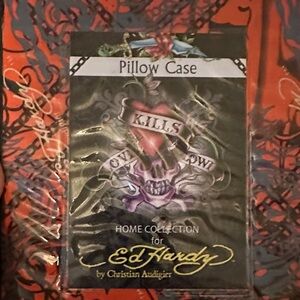 Pillow Case
KILLS
HOME COLLECTION
for
Ed Hardy
by Christian Audigier